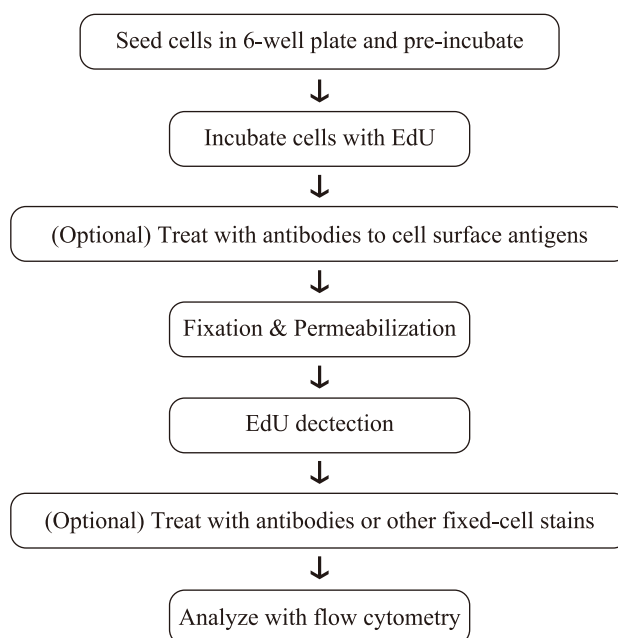 Seed cells in 6-well plate and pre-incubate
Incubate cells with EdU
(Optional) Treat with antibodies to cell surface antigens
Fixation & Permeabilization
EdU dectection
(Optional) Treat with antibodies or other fixed-cell stains
Analyze with flow cytometry